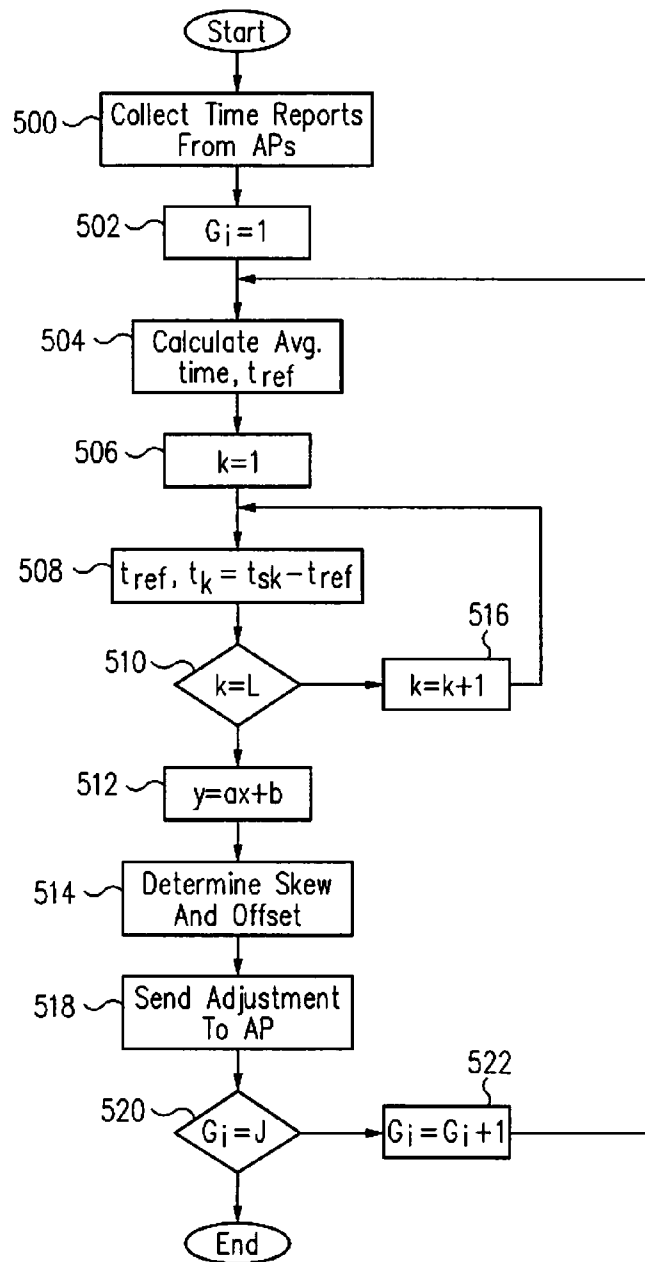 Start
500
Collect Time Reports
From APs
502
Gi=1
504
Calculate Avg.
time, tref
506
k=1
508
tref, tk = tsk-tref
510
k=L
516
k=k+1
512
y=ax+b
514
Determine Skew
And Offset
518
Send Adjustment
To AP
520
Gi=J
522
Gi=Gi+1
End